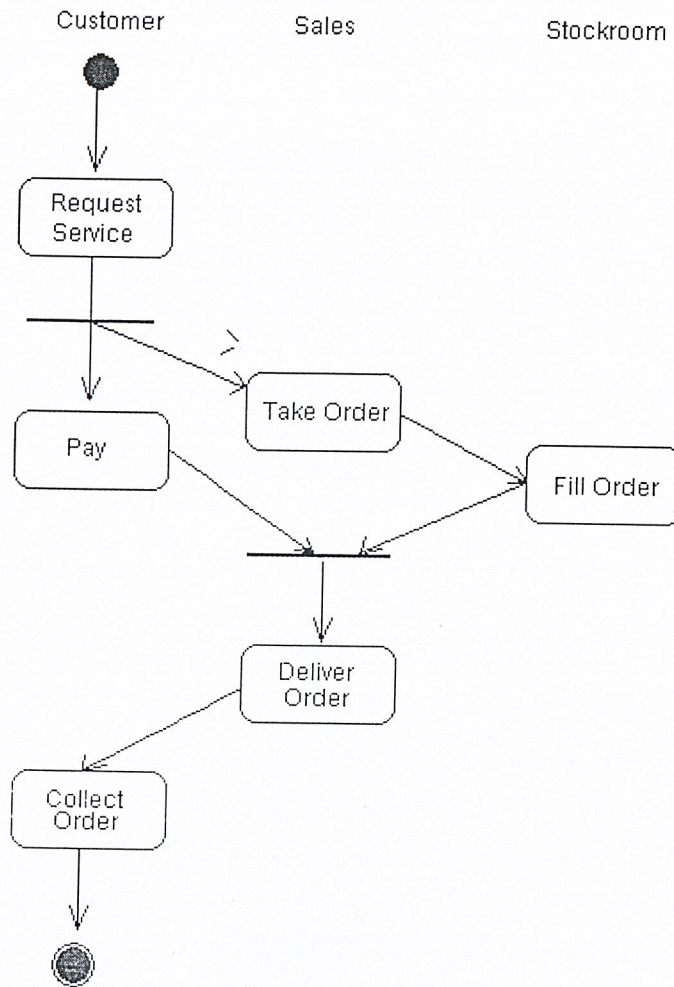 Customer
Sales
Stockroom
Request
Service
Take Order
Pay
Fill Order
Deliver
Order
Collect
Order